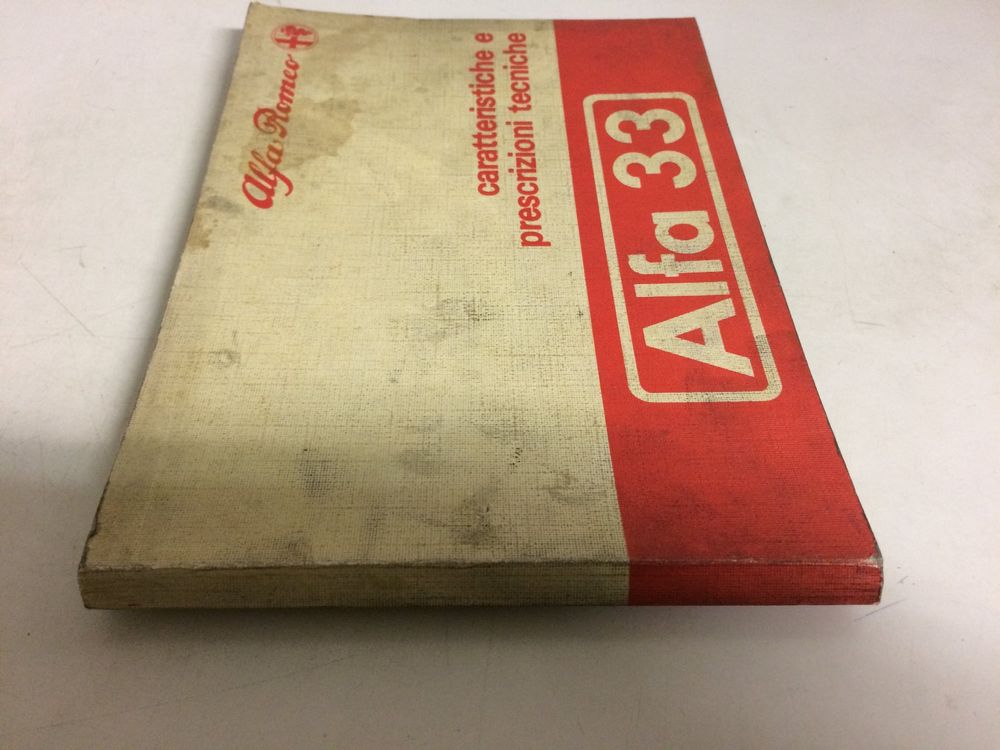 Alfa Romeo
caratteristiche e
prescrizioni tecniche
Alfa 33